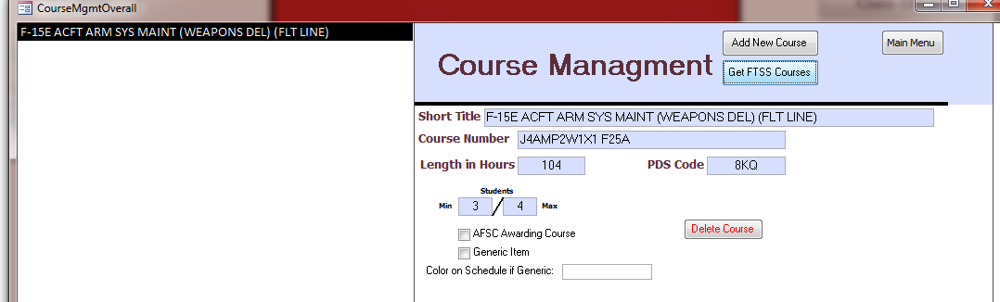 CourseMgmtOverall
F-15E ACFT ARM SYS MAINT (WEAPONS DEL) (FLT LINE)
Course Managment
Add New Course
Main Menu
Get FTSS Courses
Short Title F-15E ACFT ARM SYS MAINT (WEAPONS DEL) (FLT LINE)
Course Number J4AMP2W1X1 F25A
Length in Hours 104 PDS Code 8KQ
Students
Min 3 / 4 Max
AFSC Awarding Course
Delete Course
Generic Item
Color on Schedule if Generic: